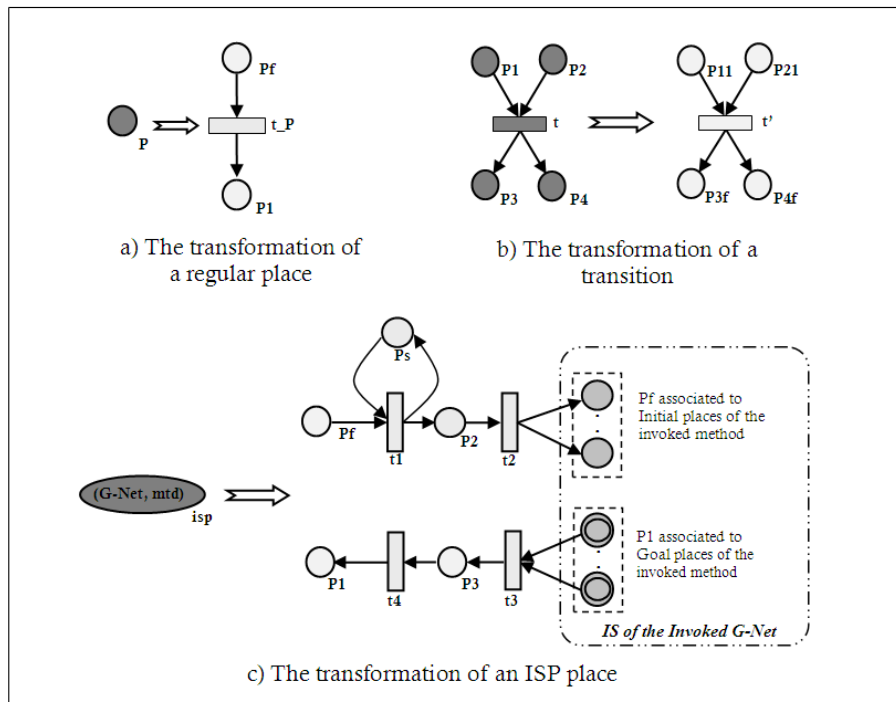 Pf
P
t_P
P1
a) The transformation of
a regular place
P1
P2
t
P3
P4
P11
P21
t'
P3f
P4f
b) The transformation of a
transition
Ps
Pf
t1
P2
t2
Pf associated to
Initial places of the
invoked method
(G-Net, mtd)
isp
P1
t4
P3
t3
P1 associated to
Goal places of the
invoked method
IS of the Invoked G-Net
c) The transformation of an ISP place